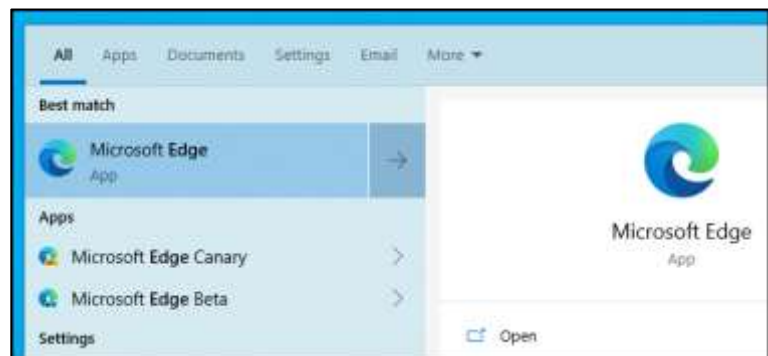 All Apps Documents Settings Email More
Best match
Microsoft Edge
App
Apps
Microsoft Edge Canary
Microsoft Edge Beta
Settings
Microsoft Edge
App
Open